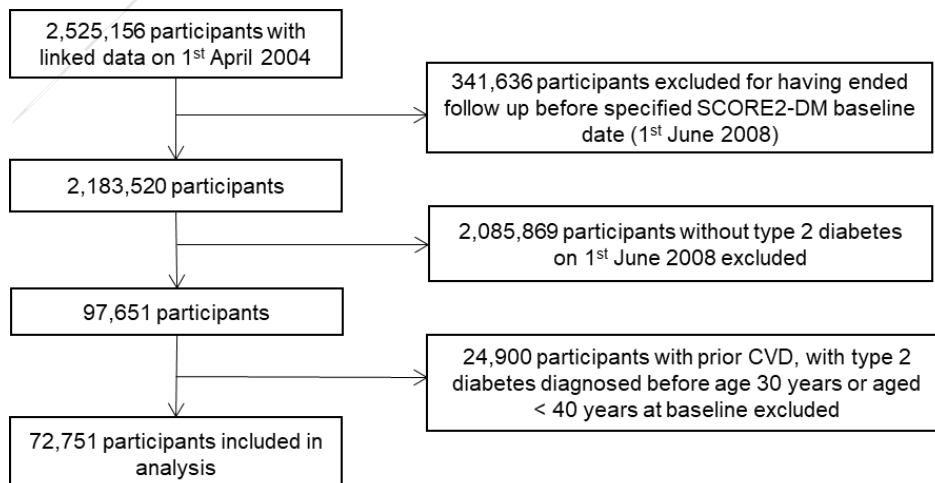 2,525,156 participants with
linked data on 1st April 2004
341,636 participants excluded for having ended
follow up before specified SCORE2-DM baseline
date (1st June 2008)
2,183,520 participants
2,085,869 participants without type 2 diabetes
on 1st June 2008 excluded
97,651 participants
24,900 participants with prior CVD, with type 2
diabetes diagnosed before age 30 years or aged
< 40 years at baseline excluded
72,751 participants included in
analysis